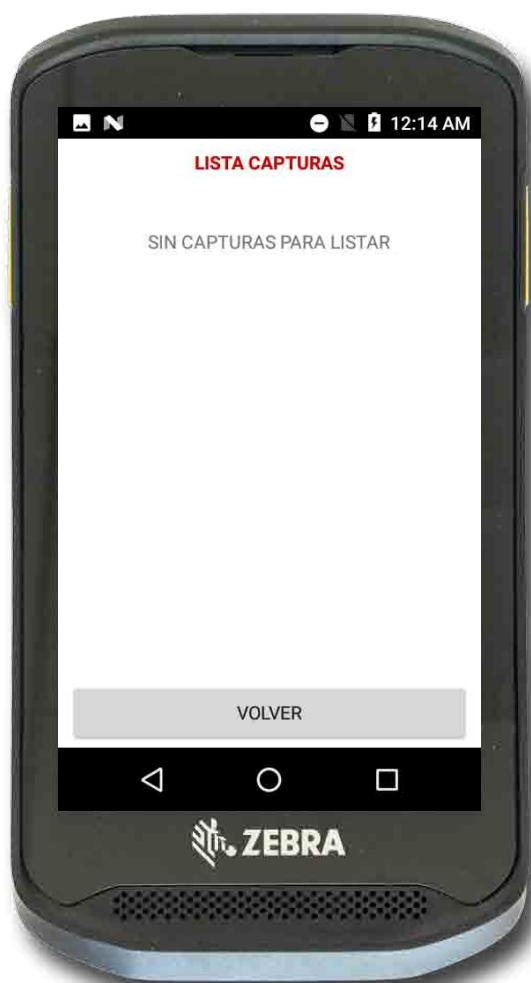 12:14 AM
LISTA CAPTURAS
SIN CAPTURAS PARA LISTAR
VOLVER
ZEBRA